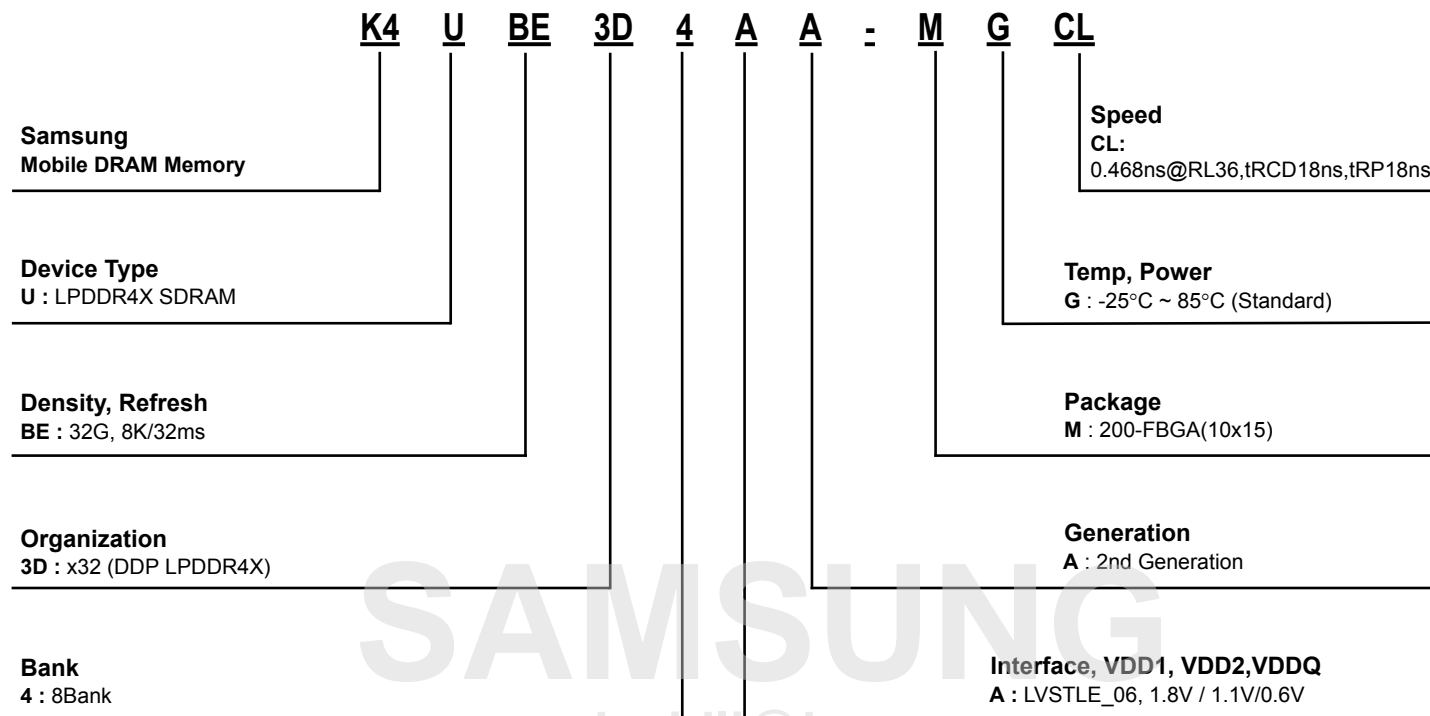 K4 U BE 3D 4 A A - M G CL
Samsung
Mobile DRAM Memory
Speed
CL:
0.468ns@RL36,tRCD18ns,tRP18ns
Device Type
U : LPDDR4X SDRAM
Temp, Power
G : -25°C ~ 85°C (Standard)
Density, Refresh
BE : 32G, 8K/32ms
Package
M : 200-FBGA(10x15)
Organization
3D : x32 (DDP LPDDR4X)
Generation
A : 2nd Generation
SAMSUNG
Bank
4 : 8Bank
Interface, VDD1, VDD2,VDDQ
A : LVSTLE_06, 1.8V / 1.1V/0.6V